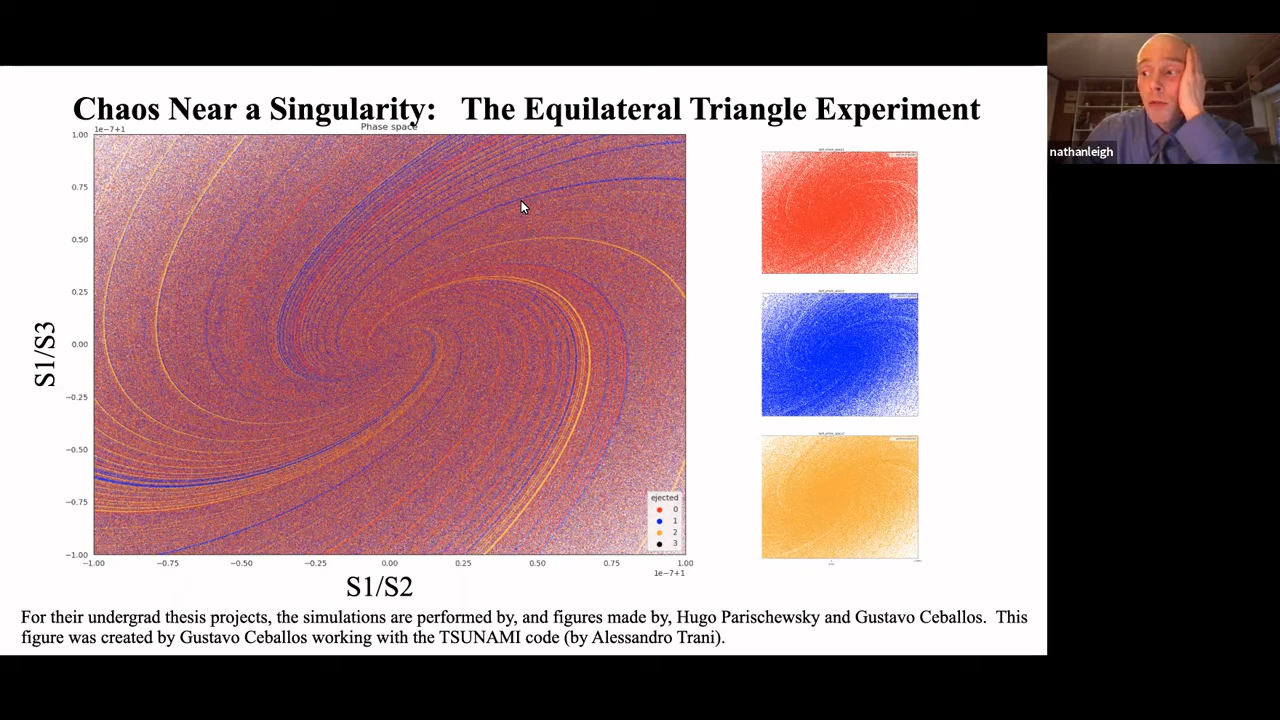 Chaos Near a Singularity: The Equilateral Triangle Experiment
nathanleigh
1e−7+1
Phase space
1.00
0.75
0.50
0.25
0.00
−0.25
−0.50
−0.75
−1.00
S1/S3
ejected
0
1
2
3
−1.00 −0.75 −0.50 −0.25 0.00 0.25 0.50 0.75 1.00
1e−7+1
S1/S2
For their undergrad thesis projects, the simulations are performed by, and figures made by, Hugo Parischewsky and Gustavo Ceballos. This
figure was created by Gustavo Ceballos working with the TSUNAMI code (by Alessandro Trani).